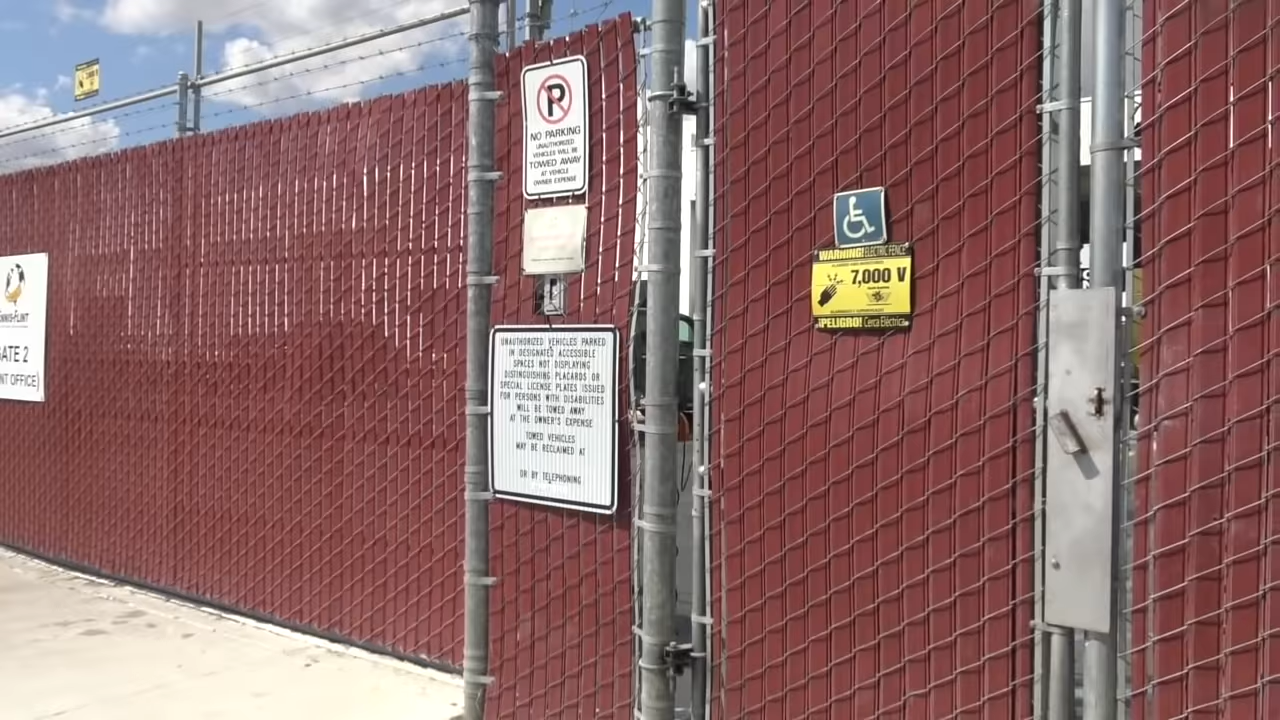 ENNIS-FLINT
GATE 2
NT OFFICE)
P
NO PARKING
UNAUTHORIZED
VEHICLES WILL BE
TOWED AWAY
AT VEHICLE
OWNER EXPENSE
UNAUTHORIZED VEHICLES PARKED
IN DESIGNATED ACCESSIBLE
SPACES NOT DISPLAYING
DISTINGUISHING PLACARDS OR
SPECIAL LICENSE PLATES ISSUED
FOR PERSONS WITH DISABILITIES
WILL BE TOWED AWAY
AT THE OWNER'S EXPENSE
TOWED VEHICLES
MAY BE RECLAIMED AT
OR BY TELEPHONING
WARNING! ELECTRIC FENCE
7,000 V
¡PELIGRO! Cerca Eléctrica